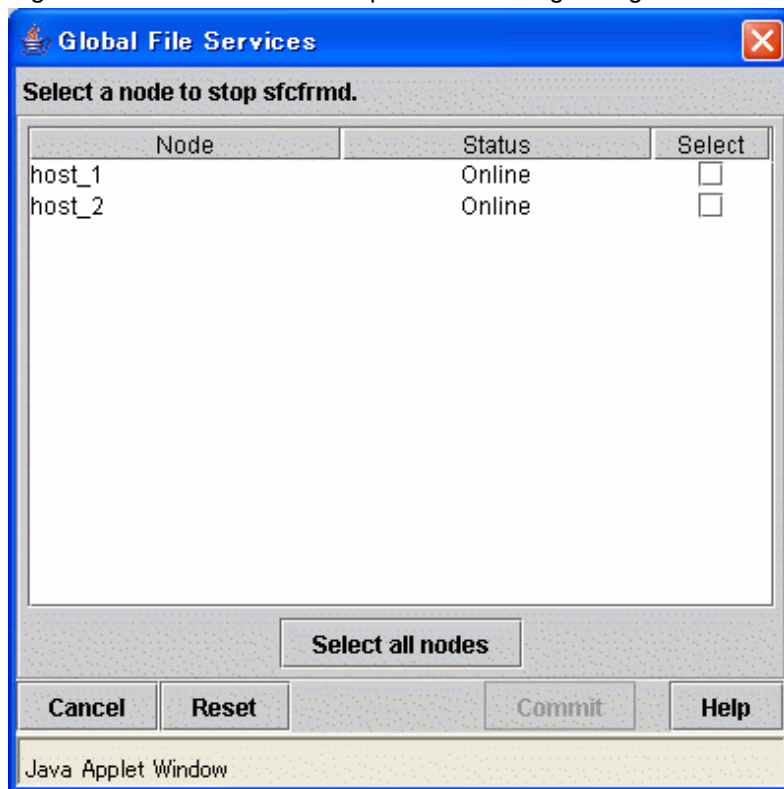 Global File Services
Select a node to stop sfcfrmd.
Node Status Select
host_1 Online
host_2 Online
Select all nodes
Cancel Reset Commit Help
Java Applet Window